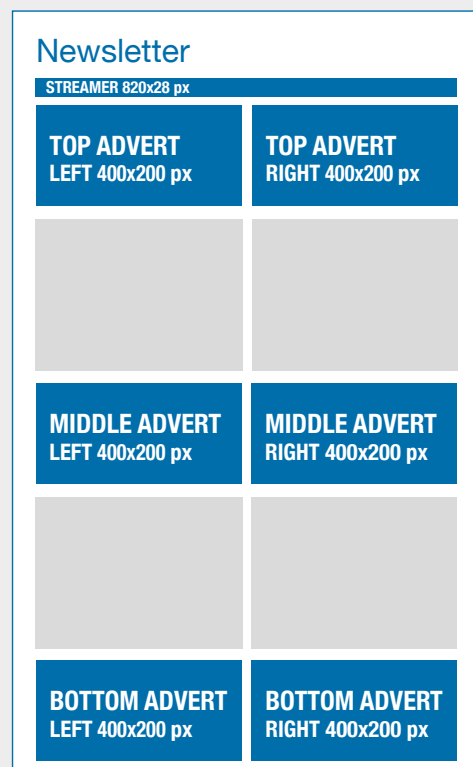 Newsletter
STREAMER 820x28 px
TOP ADVERT
LEFT 400x200 px
TOP ADVERT
RIGHT 400x200 px
MIDDLE ADVERT
LEFT 400x200 px
MIDDLE ADVERT
RIGHT 400x200 px
BOTTOM ADVERT
LEFT 400x200 px
BOTTOM ADVERT
RIGHT 400x200 px